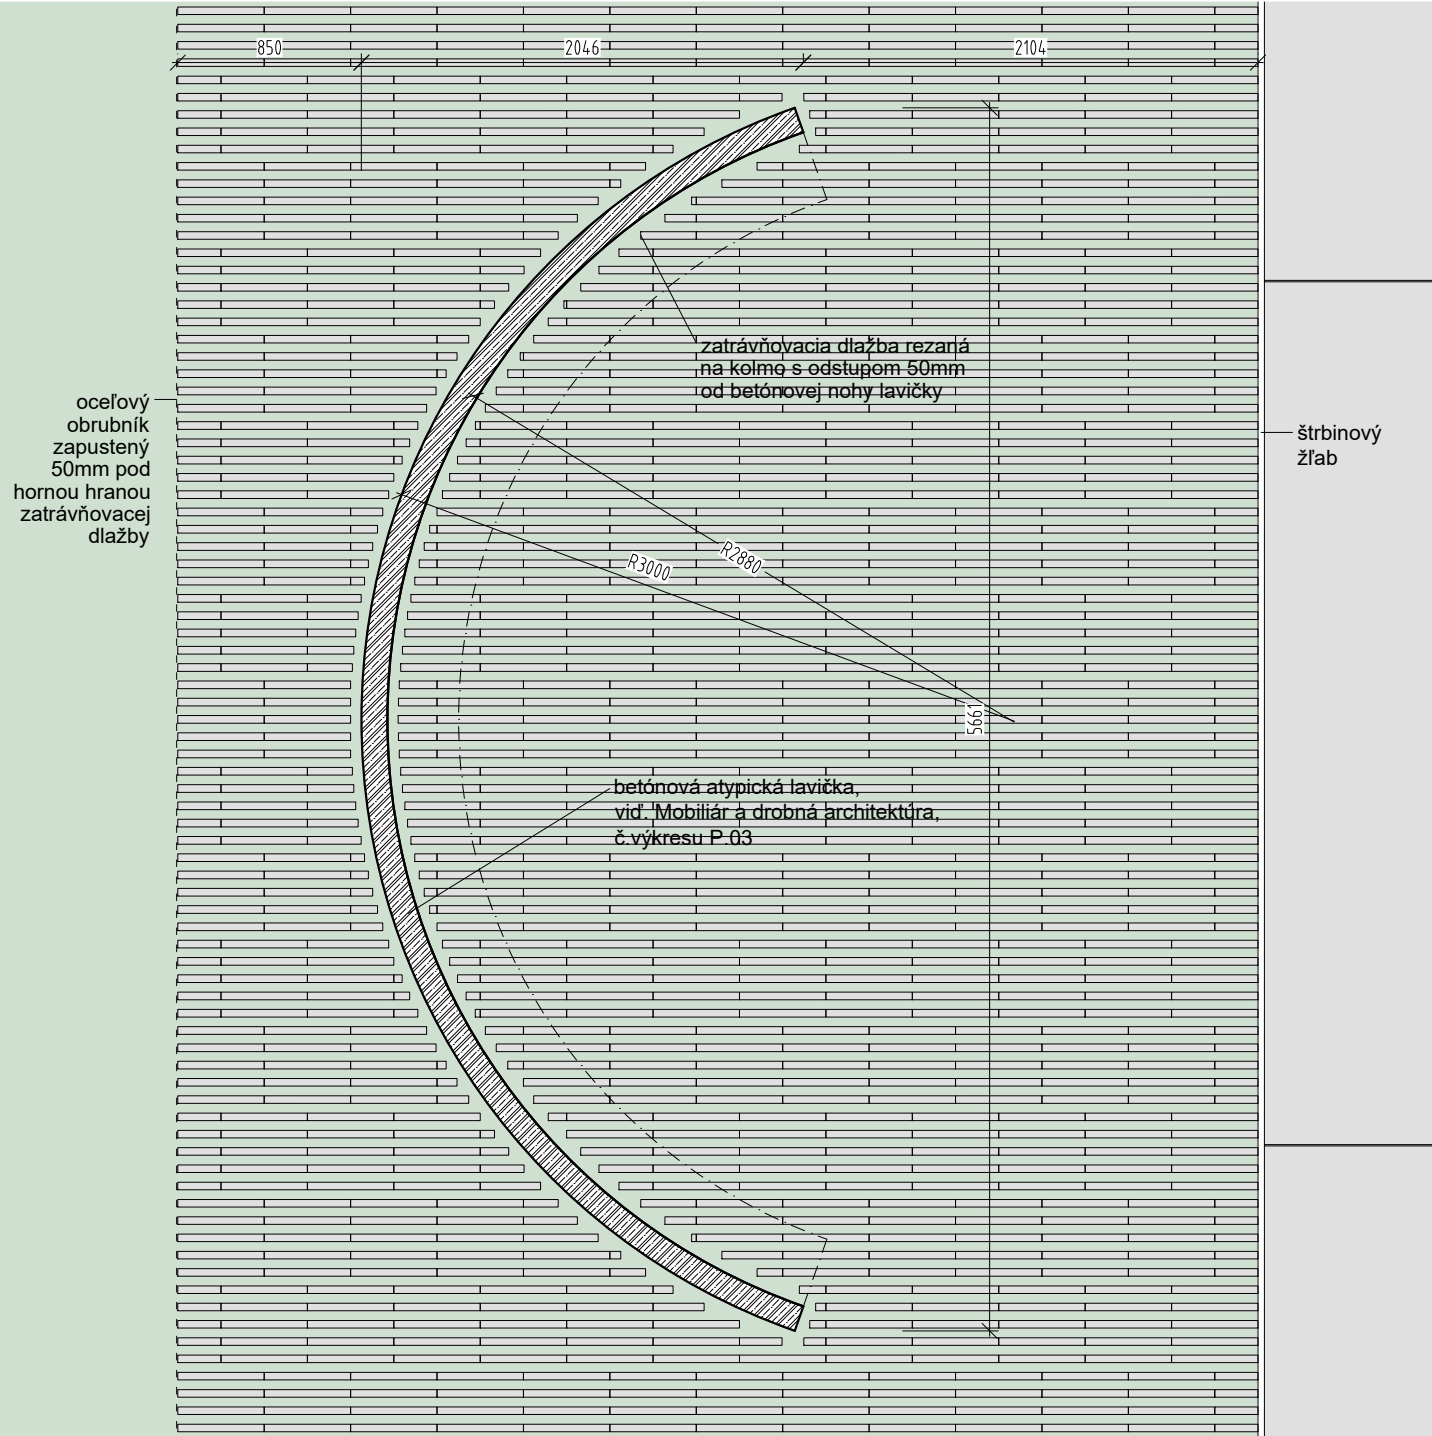 850
2046
2104
zatrávňovacia dlažba rezaná
na kolmo s odstupom 50mm
od betónovej nohy lavičky
oceľový
obrubník
zapustený
50mm pod
hornou hranou
zatrávňovacej
dlažby
štrbinový
žľab
R2880
R3000
5661
betónová atypická lavička,
viď. Mobiliár a drobná architektúra,
č.výkresu P.03